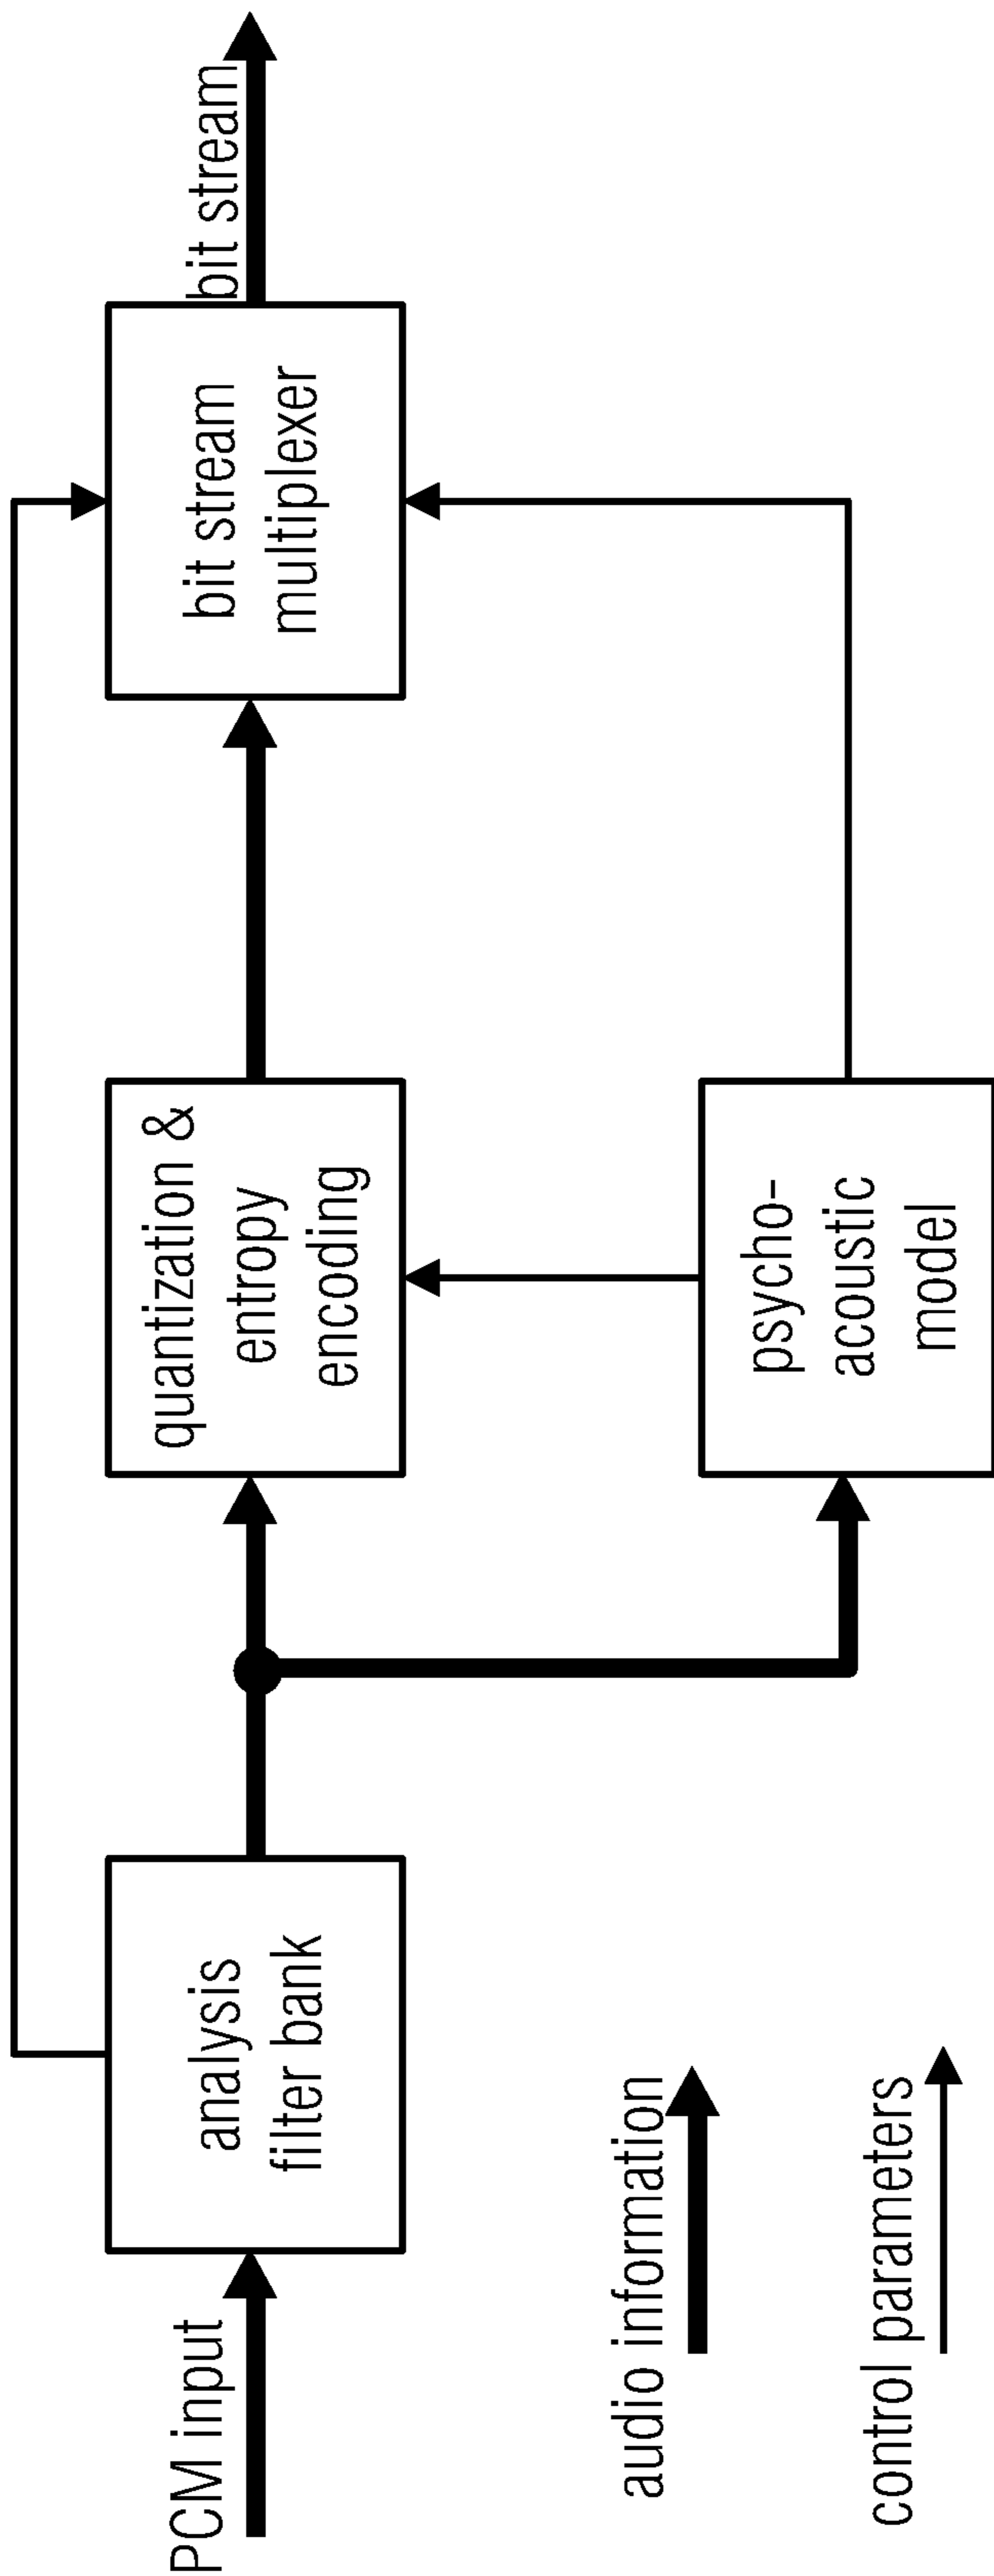 PCM input
analysis
filter bank
quantization &
entropy
encoding
bit stream
multiplexer
bit stream
psycho-
acoustic
model
audio information
control parameters